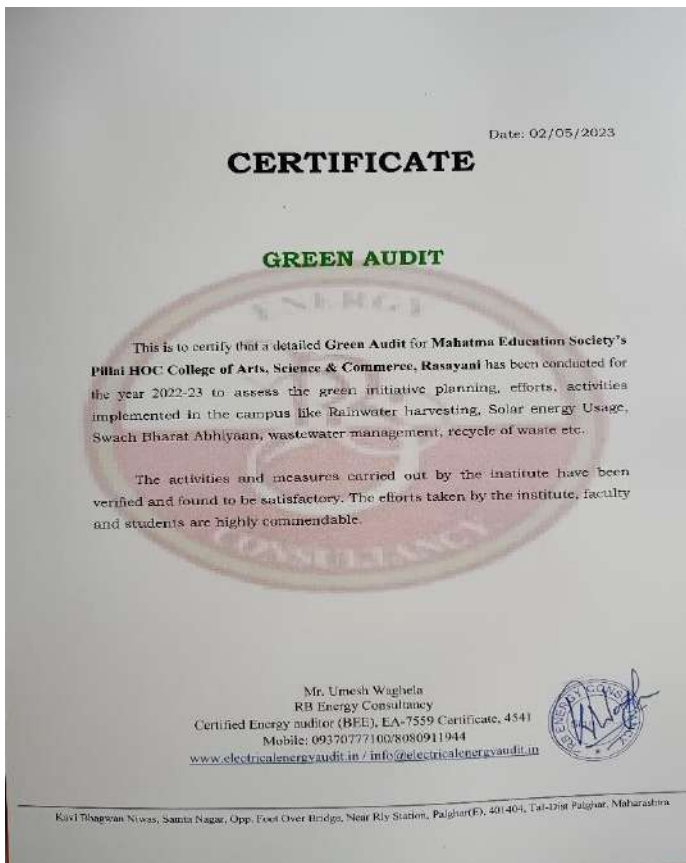 Date: 02/05/2023
CERTIFICATE
GREEN AUDIT
ENERGY
This is to certify that a detailed Green Audit for Mahatma Education Society's
Pillai HOC College of Arts, Science & Commerce, Rasayani has been conducted for
the year 2022-23 to assess the green initiative planning, efforts, activities
implemented in the campus like Rainwater harvesting, Solar energy Usage,
Swach Bharat Abhiyaan, wastewater management, recycle of waste etc.
The activities and measures carried out by the institute have been
verified and found to be satisfactory. The efforts taken by the institute, faculty
and students are highly commendable.
CONSULTANCY
Mr. Umesh Waghela
RB Energy Consultancy
Certified Energy auditor (BEE), EA-7559 Certificate, 4541
Mobile: 09370777100/8080911944
www.electricalenergyaudit.in / info@electricalenergyaudit.in
RB ENERGY CONSULTANCY
Kavi Bhagwan Niwas, Samta Nagar, Opp. Foot Over Bridge, Near Rly Station, Palghar(E), 401404, Tal-Dist Palghar, Maharashtra